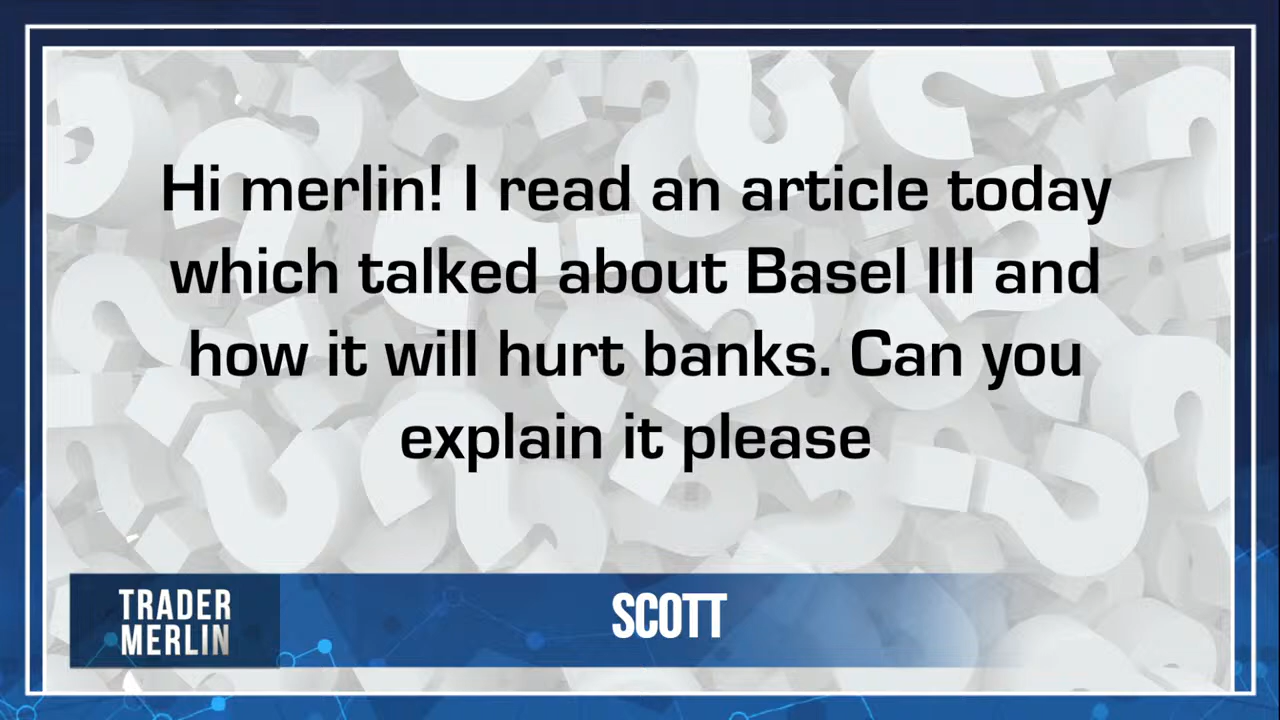 Hi merlin! I read an article today
which talked about Basel III and
how it will hurt banks. Can you
explain it please
TRADER
MERLIN
SCOTT